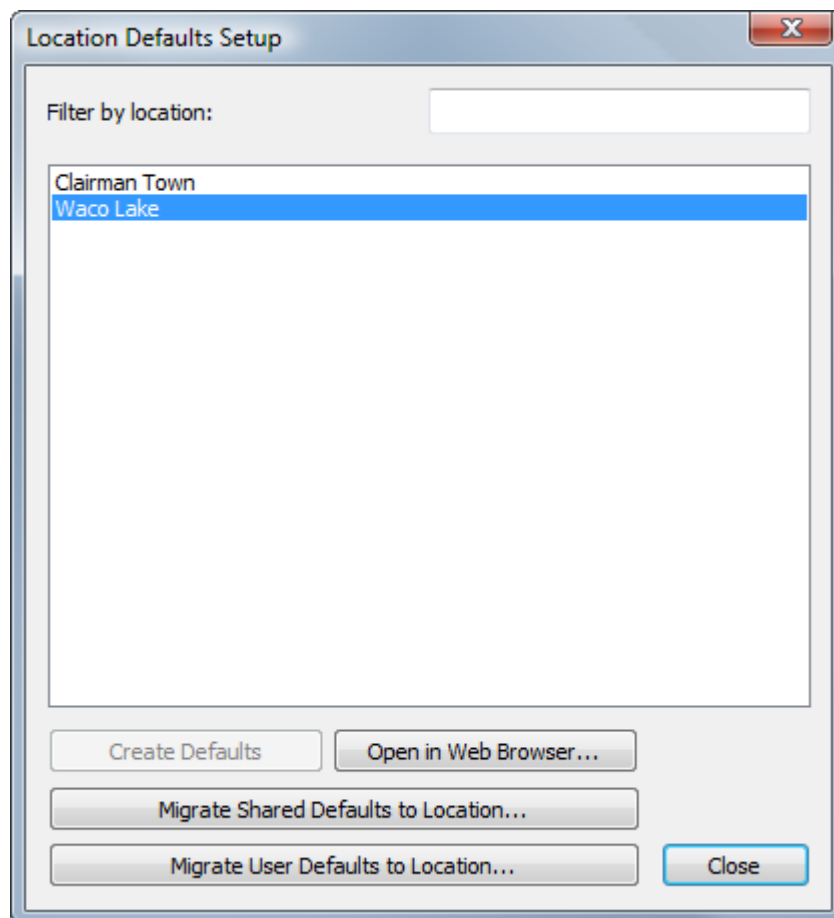 Location Defaults Setup
Filter by location:
Clairman Town
Waco Lake
Create Defaults
Open in Web Browser...
Migrate Shared Defaults to Location...
Migrate User Defaults to Location...
Close